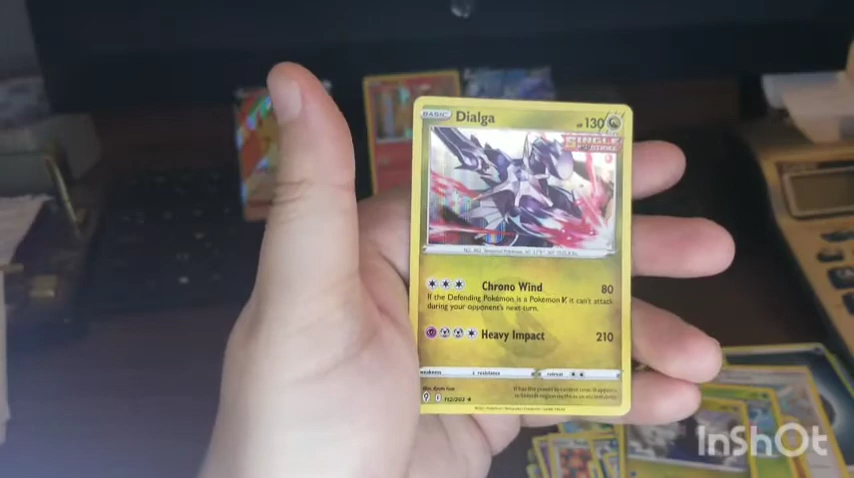 BASIC
Dialga
HP 130
SINGLE STRIKE
Chrono Wind 80
If the Defending Pokémon is a Pokémon V, it can't attack
during your opponent's next turn.
Heavy Impact 210
weakness resistance retreat
112/203
InShOt